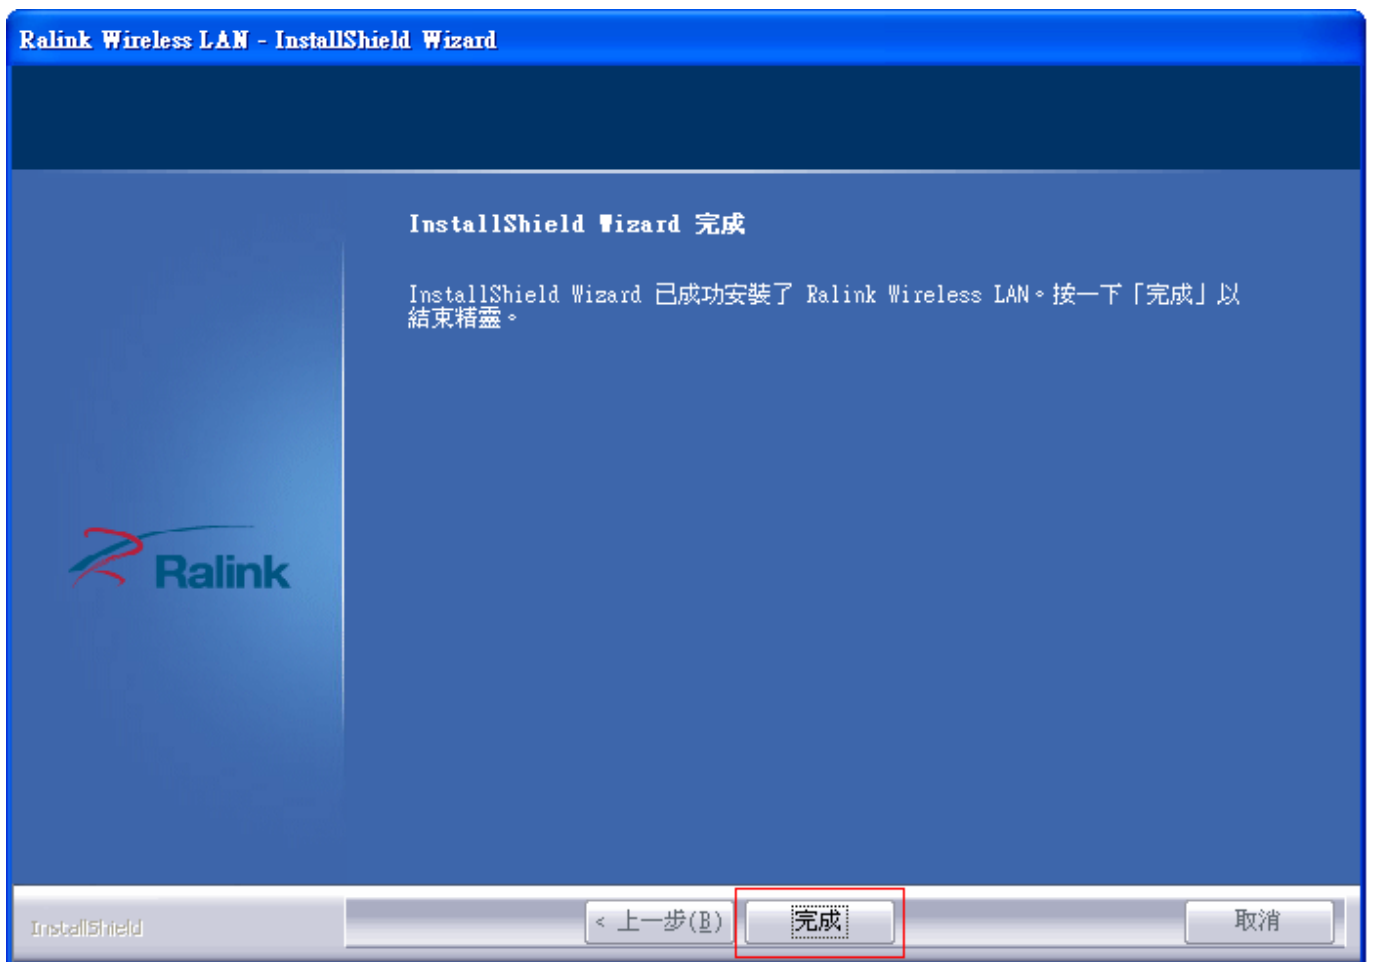 Ralink Wireless LAN - InstallShield Wizard
InstallShield Wizard 完成
InstallShield Wizard 已成功安裝了 Ralink Wireless LAN。按一下「完成」以
結束精靈。
Ralink
InstallShield
< 上一步(B)
完成
取消